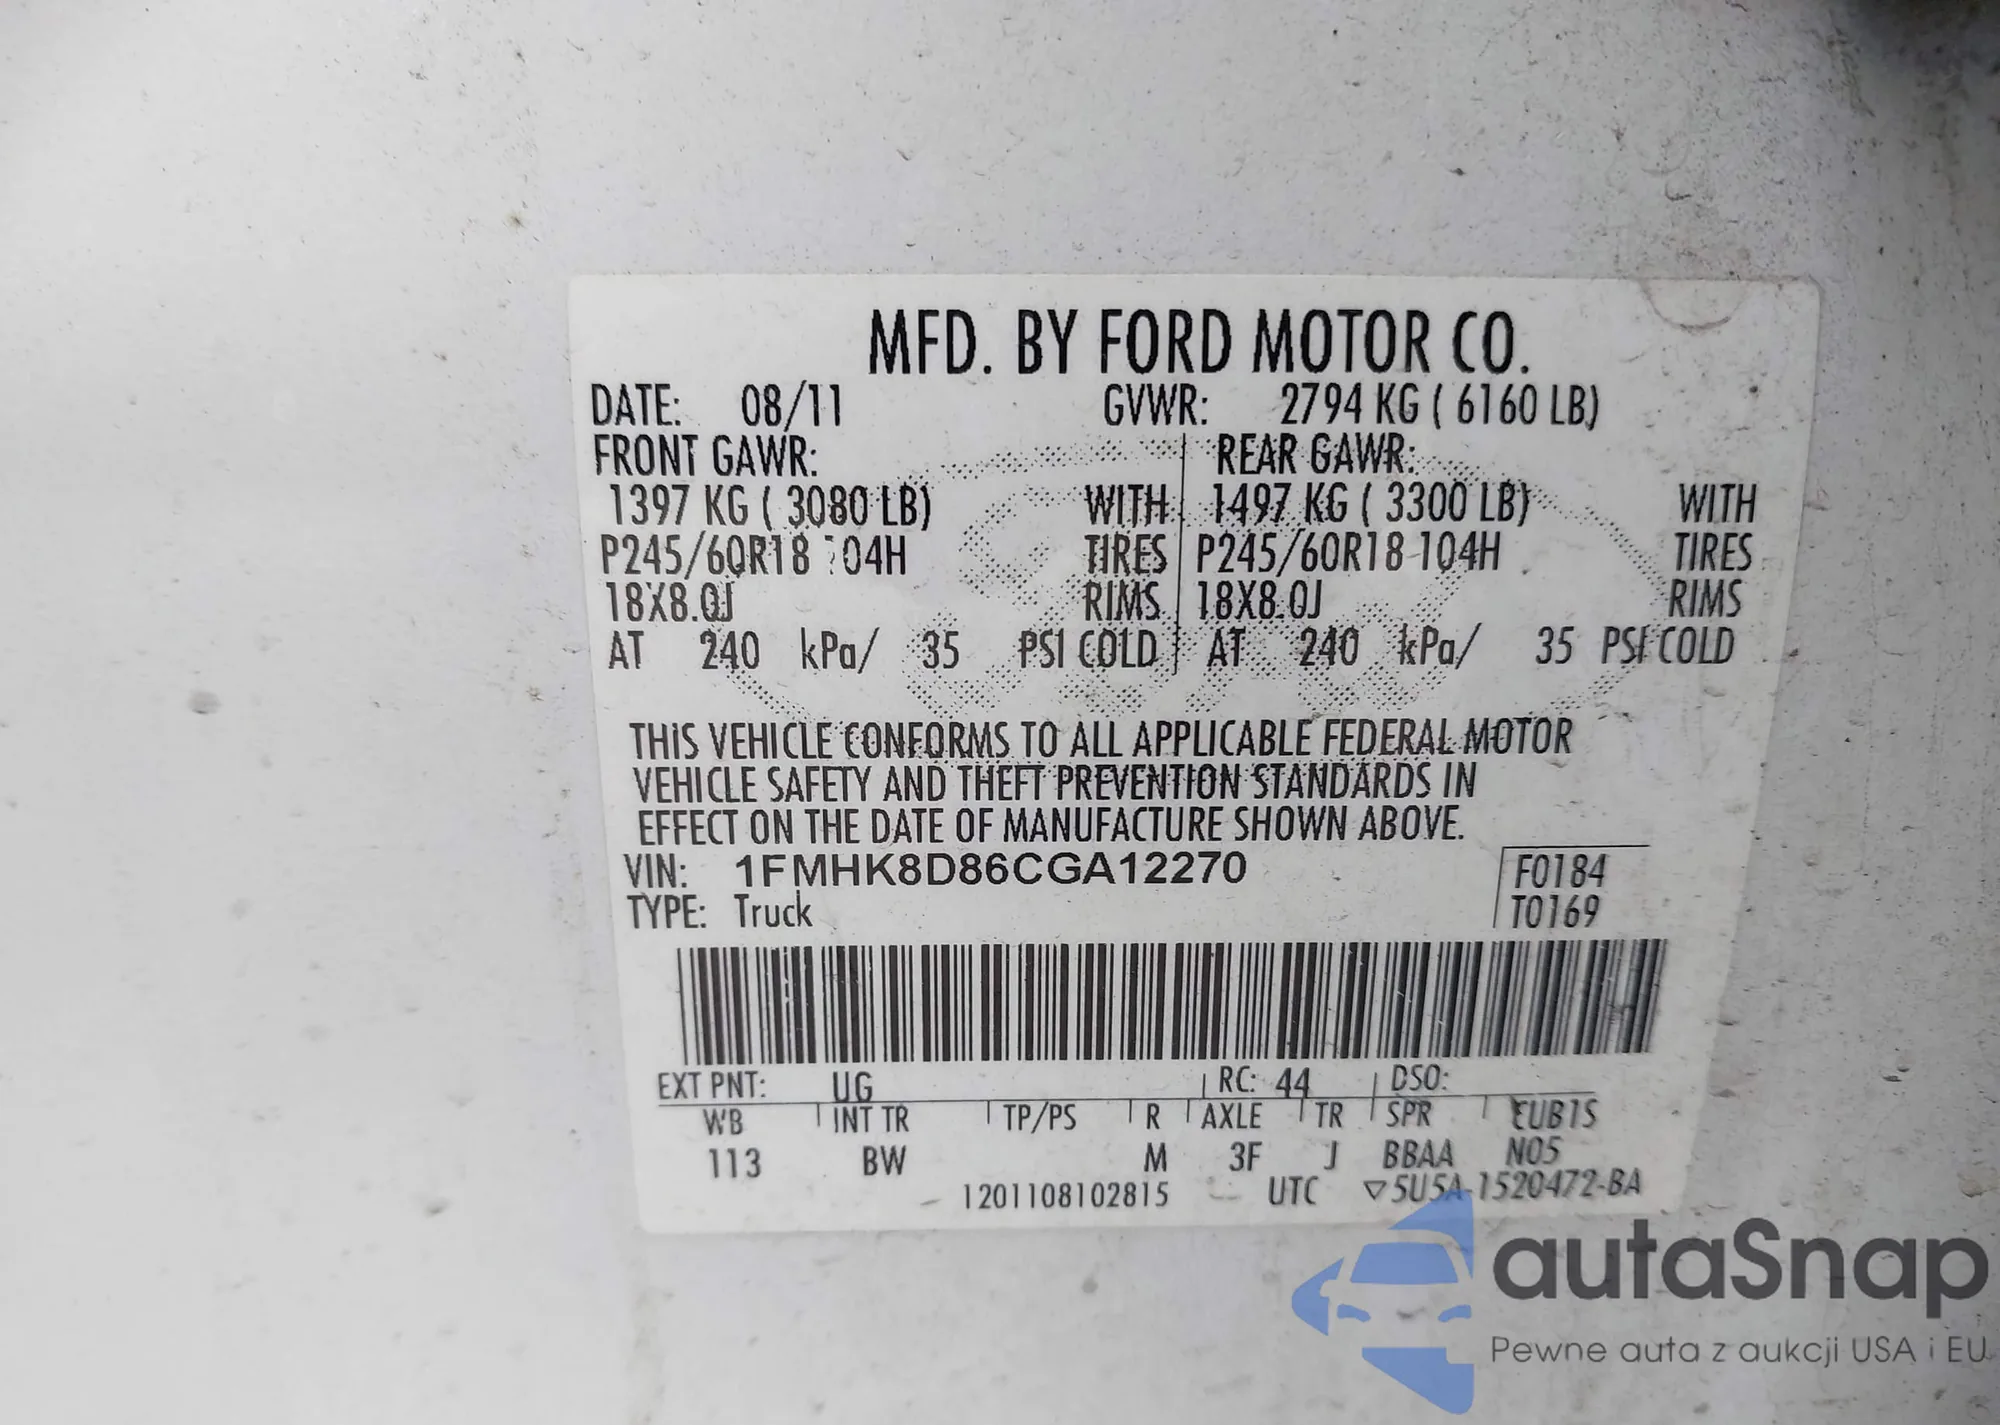 MFD. BY FORD MOTOR CO.
DATE: 08/11 GVWR: 2794 KG ( 6160 LB)
FRONT GAWR: REAR GAWR:
1397 KG ( 3080 LB) WITH 1497 KG ( 3300 LB) WITH
P245/60R18 104H TIRES P245/60R18 104H TIRES
18X8.0J RIMS 18X8.0J RIMS
AT 240 kPa/ 35 PSI COLD AT 240 kPa/ 35 PSI COLD
THIS VEHICLE CONFORMS TO ALL APPLICABLE FEDERAL MOTOR
VEHICLE SAFETY AND THEFT PREVENTION STANDARDS IN
EFFECT ON THE DATE OF MANUFACTURE SHOWN ABOVE.
VIN: 1FMHK8D86CGA12270 F0184
TYPE: Truck T0169
EXT PNT: UG RC: 44 DSO:
WB INT TR TP/PS R AXLE TR SPR
113 BW M 3F J BBAA N05
1201108102815 UTC ▽5U5A-1520472-BA
autaSnap
Pewne auta z aukcji USA i EU